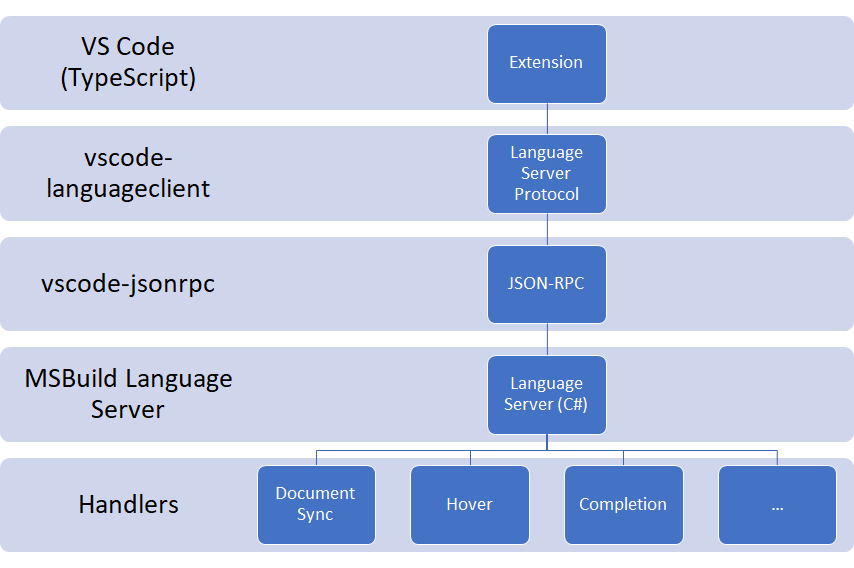 VS Code
(TypeScript)
Extension
vscode-
languageclient
Language
Server
Protocol
vscode-jsonrpc
JSON-RPC
MSBuild Language
Server
Language
Server (C#)
Handlers
Document
Sync
Hover
Completion
...